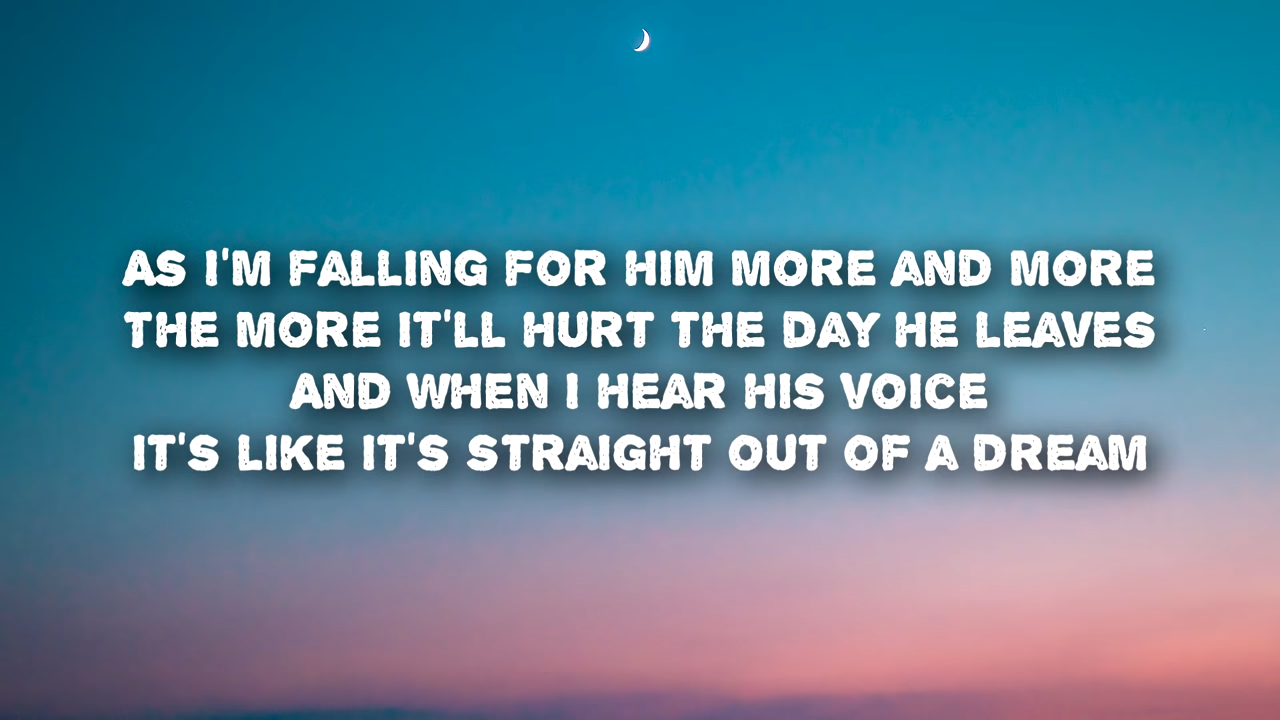 AS I'M FALLING FOR HIM MORE AND MORE
THE MORE IT'LL HURT THE DAY HE LEAVES
AND WHEN I HEAR HIS VOICE
IT'S LIKE IT'S STRAIGHT OUT OF A DREAM